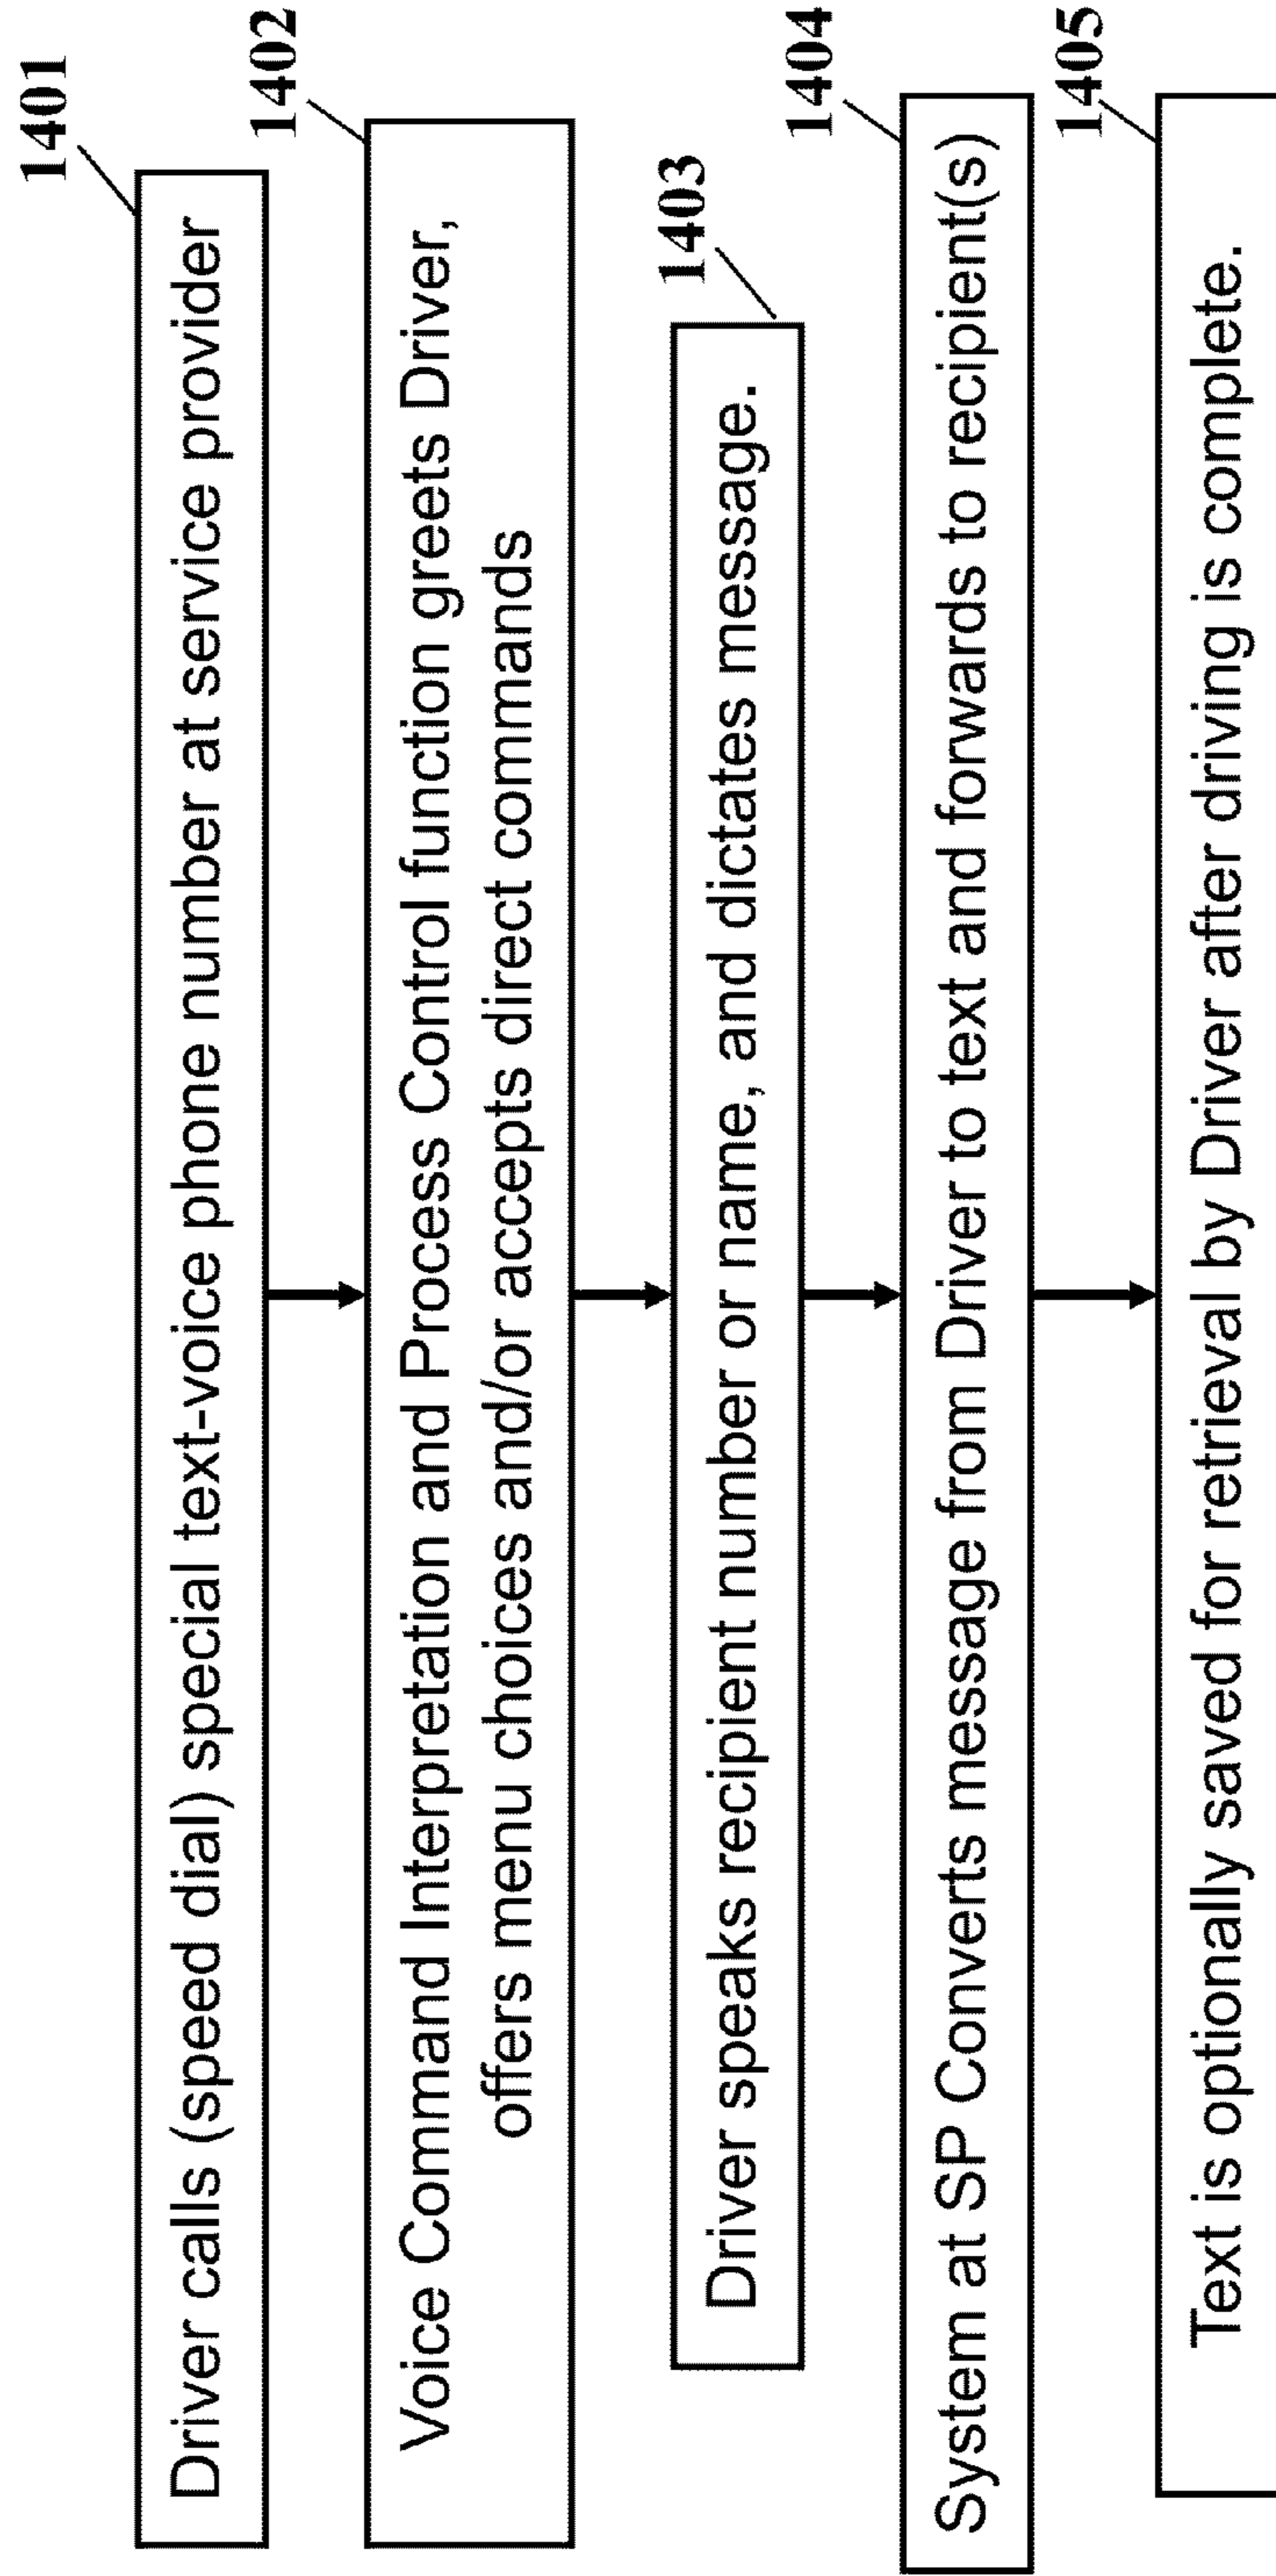 1401
Driver calls (speed dial) special text-voice phone number at service provider
1402
Voice Command Interpretation and Process Control function greets Driver,
offers menu choices and/or accepts direct commands
1403
Driver speaks recipient number or name, and dictates message.
1404
System at SP Converts message from Driver to text and forwards to recipient(s)
1405
Text is optionally saved for retrieval by Driver after driving is complete.